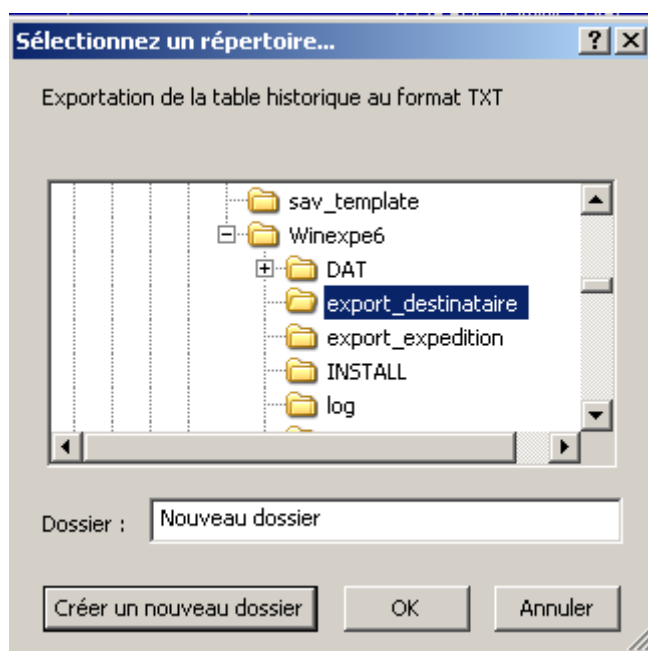 Sélectionnez un répertoire...
Exportation de la table historique au format TXT
sav_template
Winexpe6
DAT
export_destinataire
export_expedition
INSTALL
log
Dossier :
Nouveau dossier
Créer un nouveau dossier
OK
Annuler